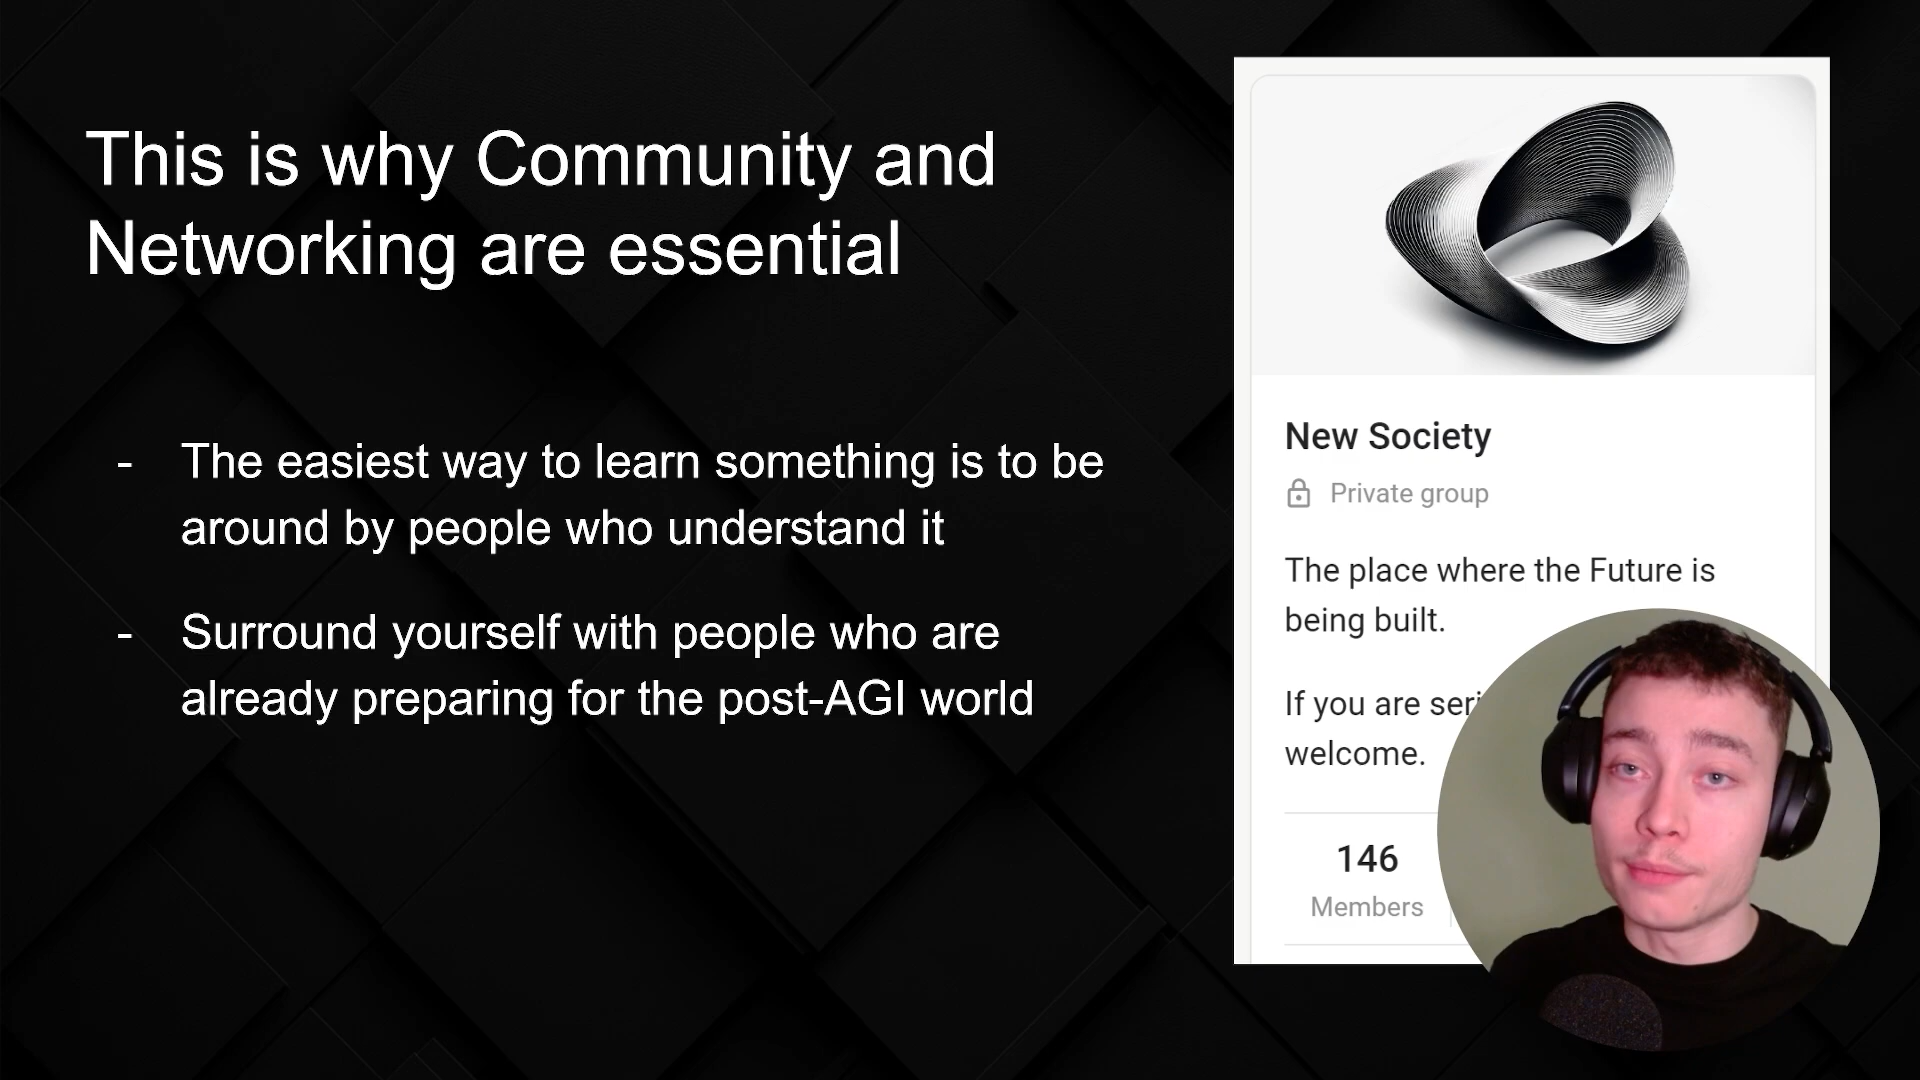 This is why Community and
Networking are essential
- The easiest way to learn something is to be
around by people who understand it
- Surround yourself with people who are
already preparing for the post-AGI world
New Society
Private group
The place where the Future is
being built.
If you are
welcome.
146
Members